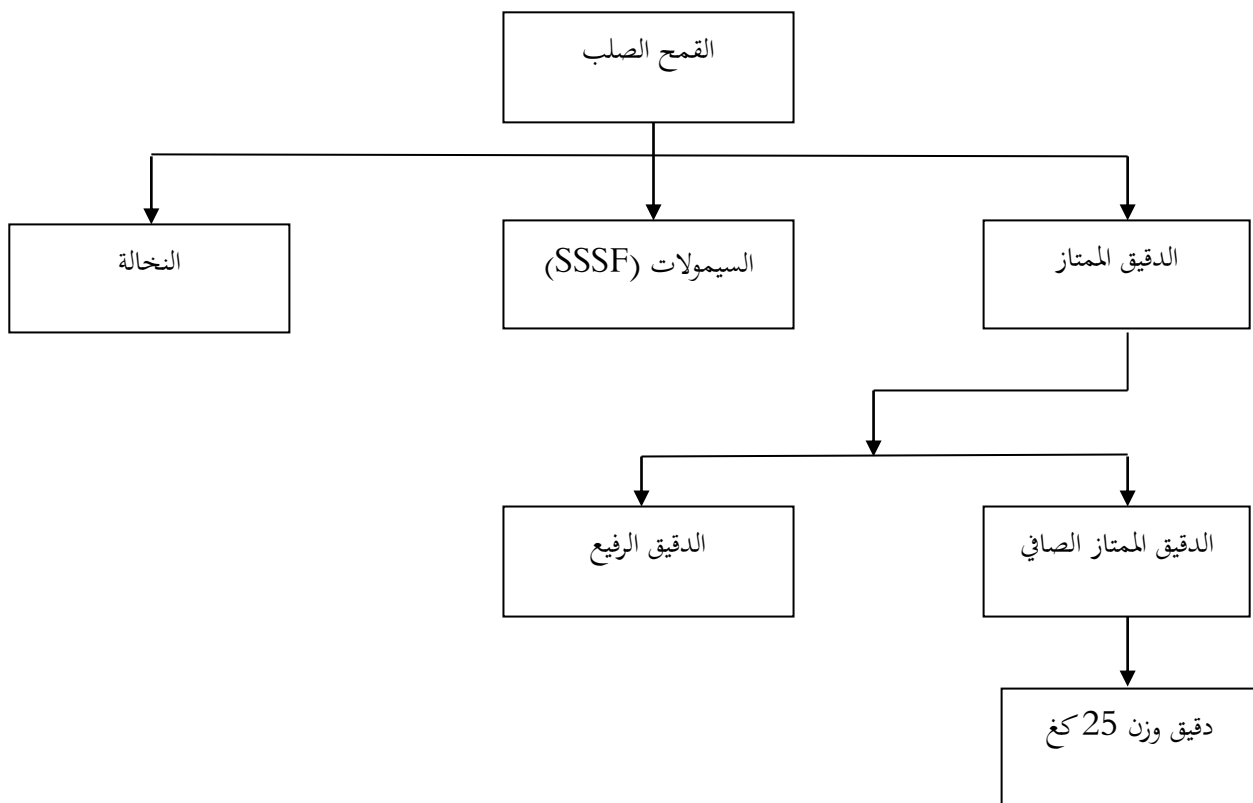 القمح الصلب
الدقيق الممتاز
السيمولات (SSSF)
النخالة
الدقيق الممتاز الصافي
الدقيق الرفيع
دقيق وزن 25 كغ